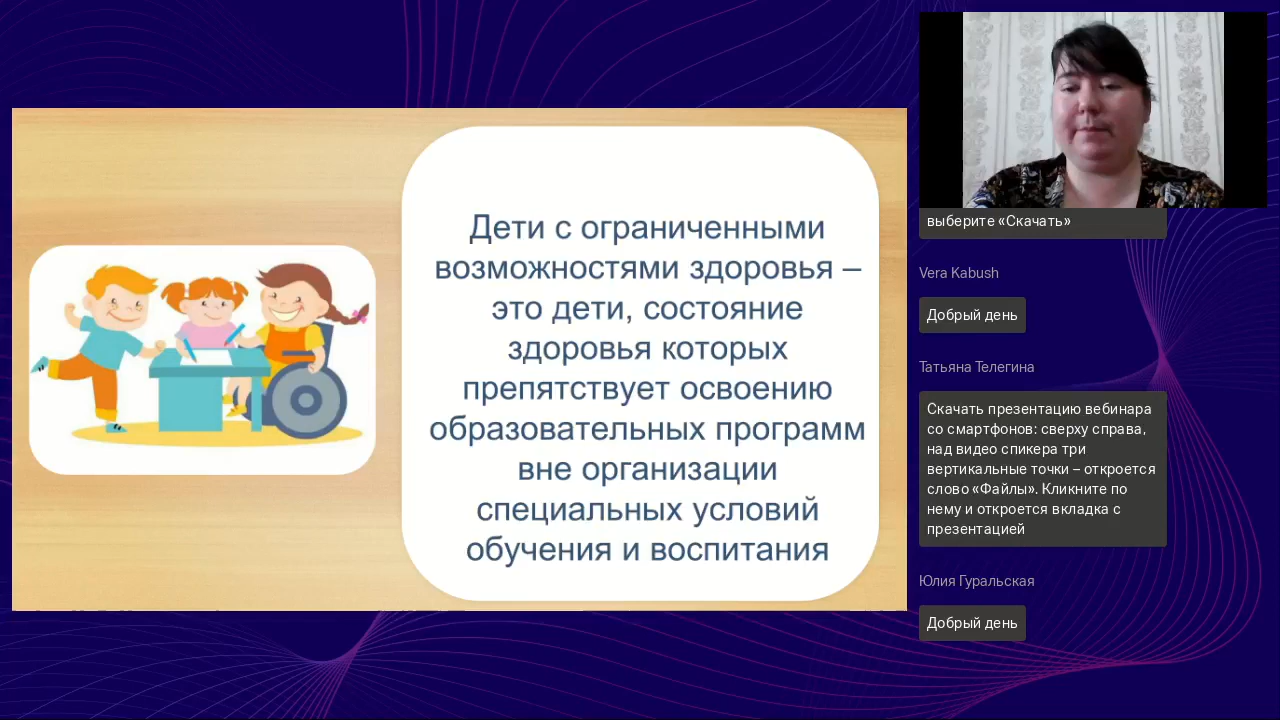 Дети с ограниченными
возможностями здоровья –
это дети, состояние
здоровья которых
препятствует освоению
образовательных программ
вне организации
специальных условий
обучения и воспитания
выберите «Скачать»
Vera Kabush
Добрый день
Татьяна Телегина
Скачать презентацию вебинара
со смартфонов: сверху справа,
над видео спикера три
вертикальные точки – откроется
слово «Файлы». Кликните по
нему и откроется вкладка с
презентацией
Юлия Гуральская
Добрый день